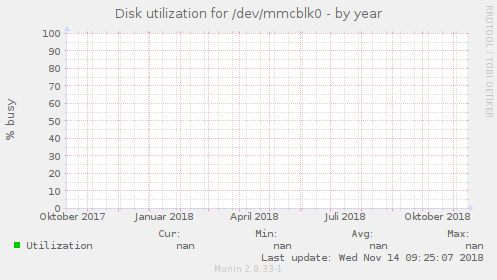 Disk utilization for /dev/mmcblk0 - by year
RRDTOOL / TOBI OETIKER
% busy
100
90
80
70
60
50
40
30
20
10
0
Oktober 2017 Januar 2018 April 2018 Juli 2018 Oktober 2018
Cur: Min: Avg: Max:
Utilization nan nan nan nan
Last update: Wed Nov 14 09:25:07 2018
Munin 2.0.33-1